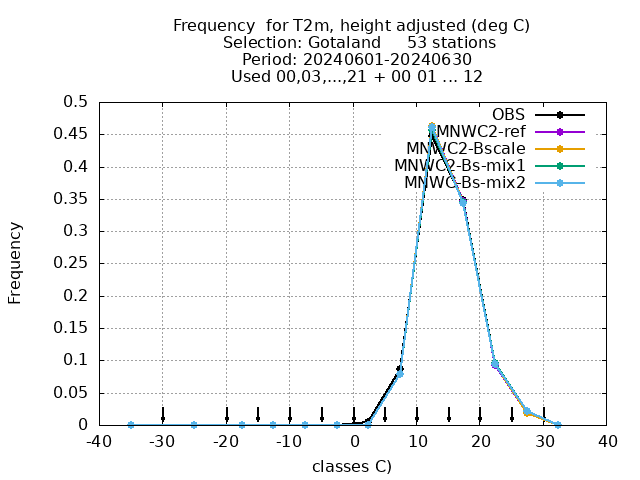 Frequency  for T2m, height adjusted (deg C)
Selection: Gotaland     53 stations
Period: 20240601-20240630
Used 00,03,...,21 + 00 01 ... 12
OBS
MNWC2-ref
MNWC2-Bscale
MNWC2-Bs-mix1
MNWC-Bs-mix2
Frequency
0.5
0.45
0.4
0.35
0.3
0.25
0.2
0.15
0.1
0.05
0
-40 -30 -20 -10 0 10 20 30 40
classes C)